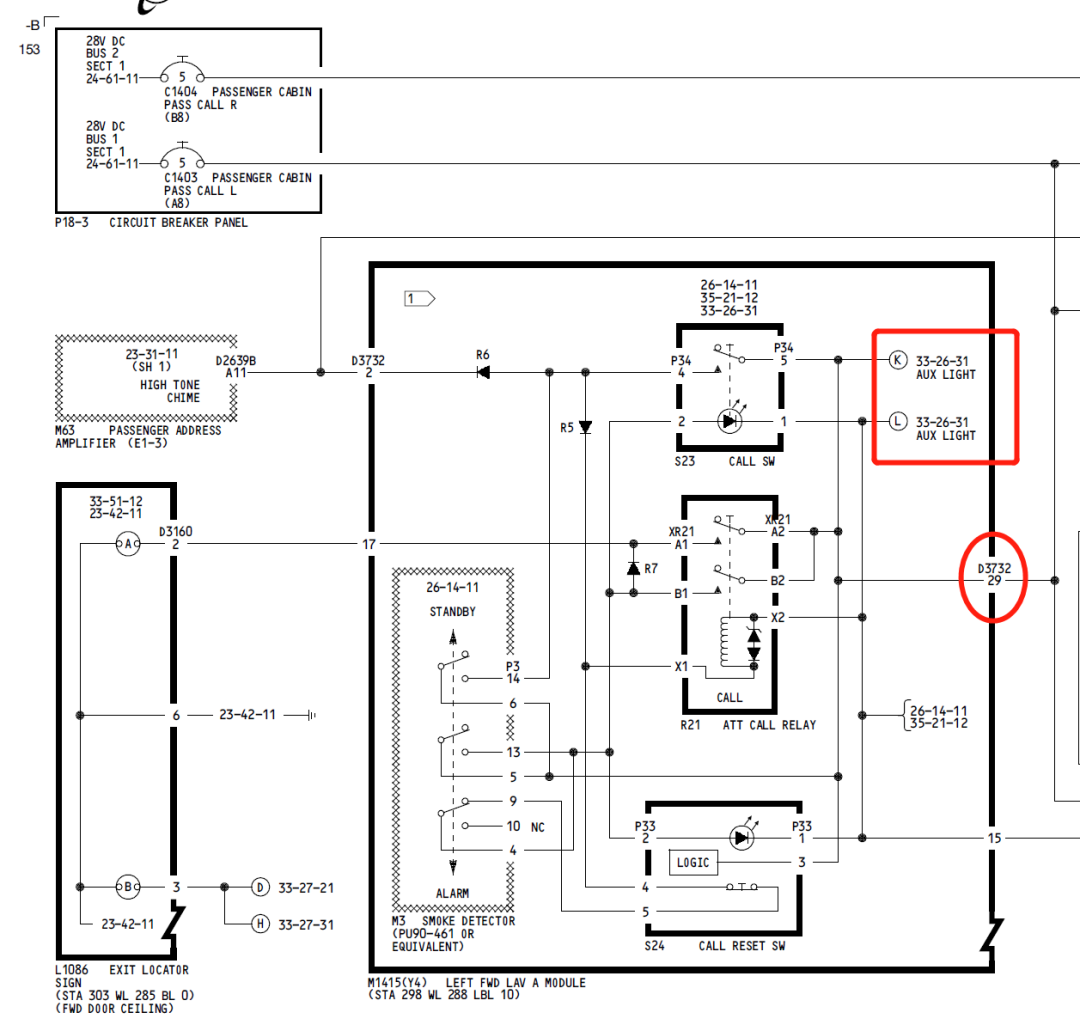 -B
153
28V DC
BUS 2
SECT 1
24-61-11
5
C1404 PASSENGER CABIN
PASS CALL R
(B8)
28V DC
BUS 1
SECT 1
24-61-11
5
C1403 PASSENGER CABIN
PASS CALL L
(A8)
P18-3 CIRCUIT BREAKER PANEL
1
26-14-11
35-21-12
33-26-31
23-31-11
(SH 1)
HIGH TONE
CHIME
D2639B
A11
M63 PASSENGER ADDRESS
AMPLIFIER (E1-3)
D3732
2
R6
R5
P34
4
P34
5
2
1
S23 CALL SW
K 33-26-31
AUX LIGHT
L 33-26-31
AUX LIGHT
33-51-12
23-42-11
A
D3160
2
17
6
23-42-11
B
3
D 33-27-21
H 33-27-31
23-42-11
L1086 EXIT LOCATOR
SIGN
(STA 303 WL 285 BL 0)
(FWD DOOR CEILING)
R7
XR21
A1
XR21
A2
B1
B2
X2
X1
CALL
R21 ATT CALL RELAY
D3732
29
26-14-11
35-21-12
26-14-11
STANDBY
P3
14
6
13
5
9
10 NC
4
ALARM
M3 SMOKE DETECTOR
(PU90-461 OR
EQUIVALENT)
P33
2
P33
1
LOGIC
3
4
5
S24 CALL RESET SW
15
M1415(Y4) LEFT FWD LAV A MODULE
(STA 298 WL 288 LBL 10)